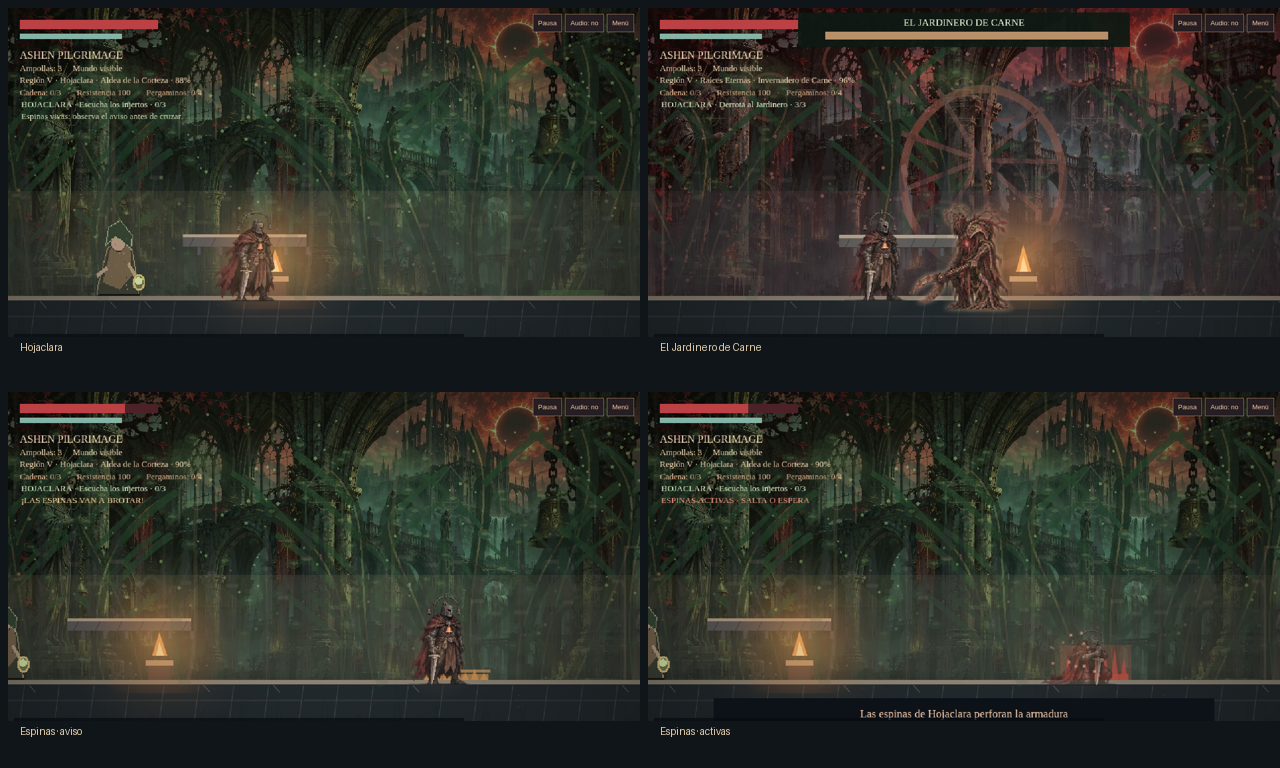 Pausa Audio: no Menú
ASHEN PILGRIMAGE
Ampollas: 3 / Mundo visible
Región V · Hojaclara · Aldea de la Corteza · 88%
Cadena: 0/3 Resistencia 100 Pergaminos: 0/4
HOJACLARA · Escucha los injertos · 0/3
Espinas vivas: observa el aviso antes de cruzar.
Hojaclara
EL JARDINERO DE CARNE
Pausa Audio: no Menú
ASHEN PILGRIMAGE
Ampollas: 3 / Mundo visible
Región V · Raíces Eternas · Invernadero de Carne · 96%
Cadena: 0/3 Resistencia 100 Pergaminos: 0/4
HOJACLARA · Derrota al Jardinero · 3/3
El Jardinero de Carne
Pausa Audio: no Menú
ASHEN PILGRIMAGE
Ampollas: 3 / Mundo visible
Región V · Hojaclara · Aldea de la Corteza · 90%
Cadena: 0/3 Resistencia 100 Pergaminos: 0/4
HOJACLARA · Escucha los injertos · 0/3
¡LAS ESPINAS VAN A BROTAR!
Espinas · aviso
Pausa Audio: no Menú
ASHEN PILGRIMAGE
Ampollas: 3 / Mundo visible
Región V · Hojaclara · Aldea de la Corteza · 90%
Cadena: 0/3 Resistencia 100 Pergaminos: 0/4
HOJACLARA · Escucha los injertos · 0/3
ESPINAS ACTIVAS · SALTA O ESPERA
Las espinas de Hojaclara perforan la armadura
Espinas · activas